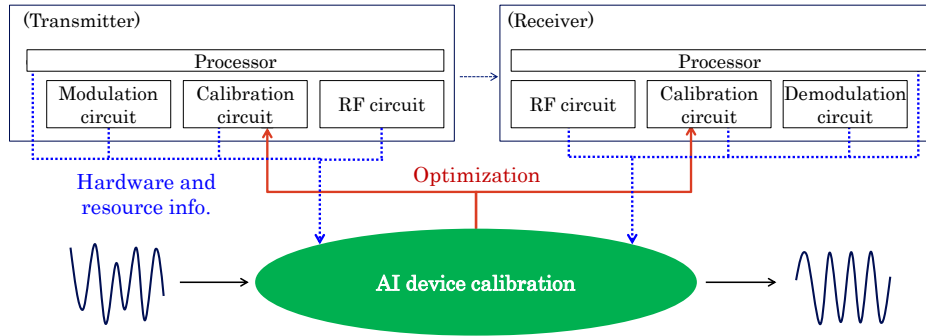 (Transmitter)
(Receiver)
Processor
Processor
Modulation
circuit
Calibration
circuit
RF circuit
RF circuit
Calibration
circuit
Demodulation
circuit
Hardware and
resource info.
Optimization
AI device calibration